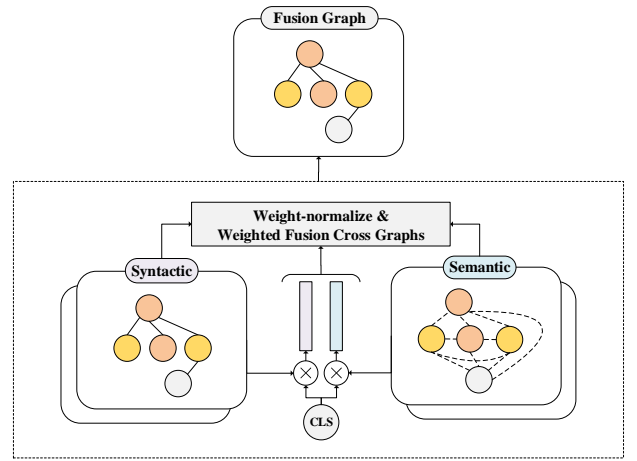 Fusion Graph
Weight-normalize &
Weighted Fusion Cross Graphs
Syntactic
Semantic
CLS